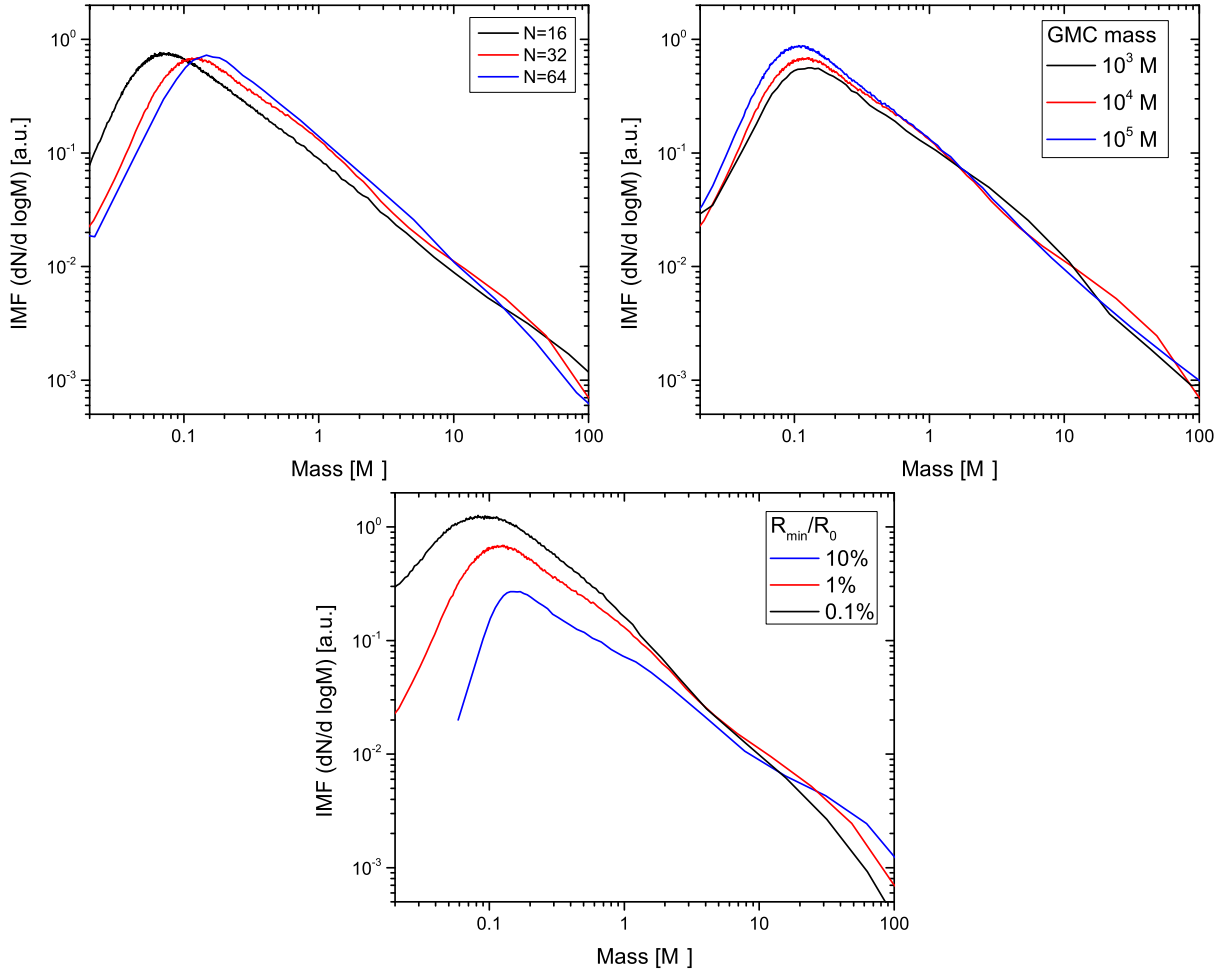 IMF (dN/d logM) [a.u.]
10^0
10^-1
10^-2
10^-3
0.1
1
10
100
Mass [M ]
N=16
N=32
N=64
IMF (dN/d logM) [a.u.]
10^0
10^-1
10^-2
10^-3
0.1
1
10
100
Mass [M ]
GMC mass
10^3 M
10^4 M
10^5 M
IMF (dN/d logM) [a.u.]
10^0
10^-1
10^-2
10^-3
0.1
1
10
100
Mass [M ]
R_min/R_0
10%
1%
0.1%